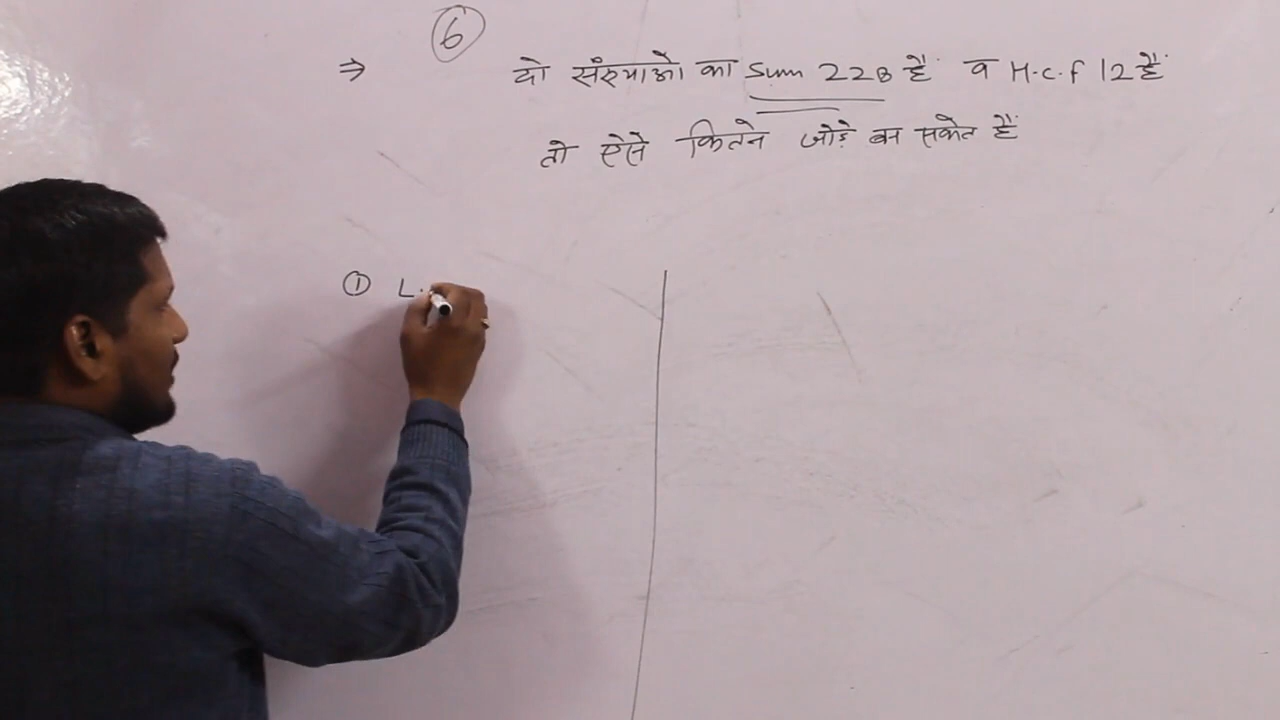 6
⇒ दो संख्याओ का Sum 228 है व H.c.f 12 है
तो ऐसे कितने जोड़े बन सकते हैं
① L.